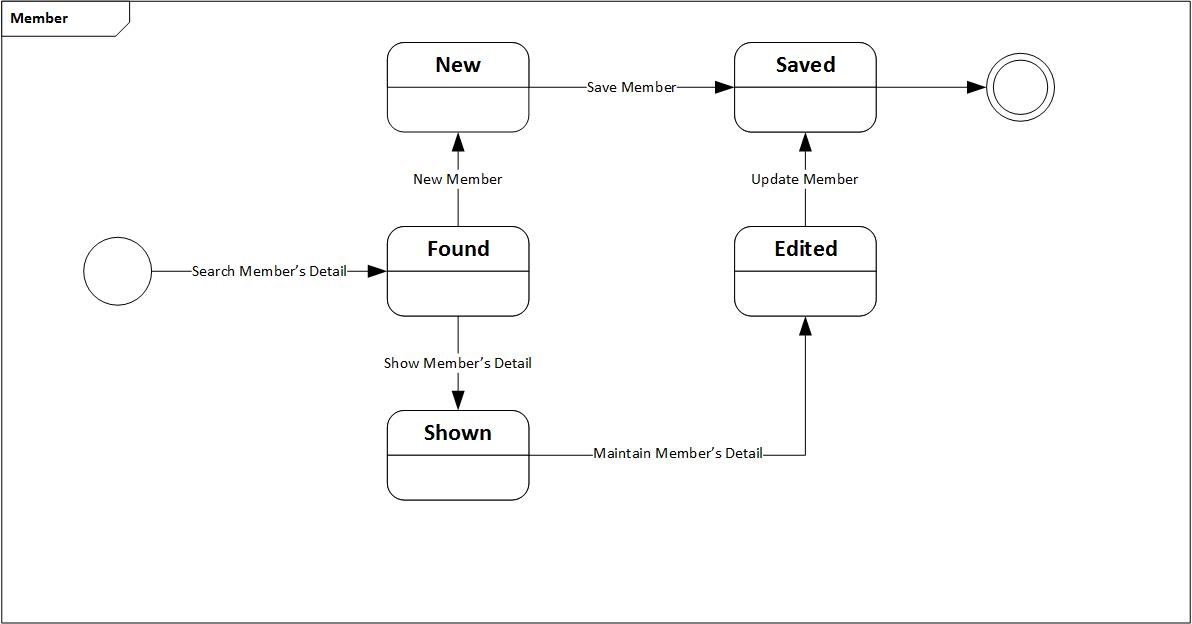 Member
New
Saved
Save Member
New Member
Update Member
Found
Edited
Search Member’s Detail
Show Member’s Detail
Shown
Maintain Member’s Detail